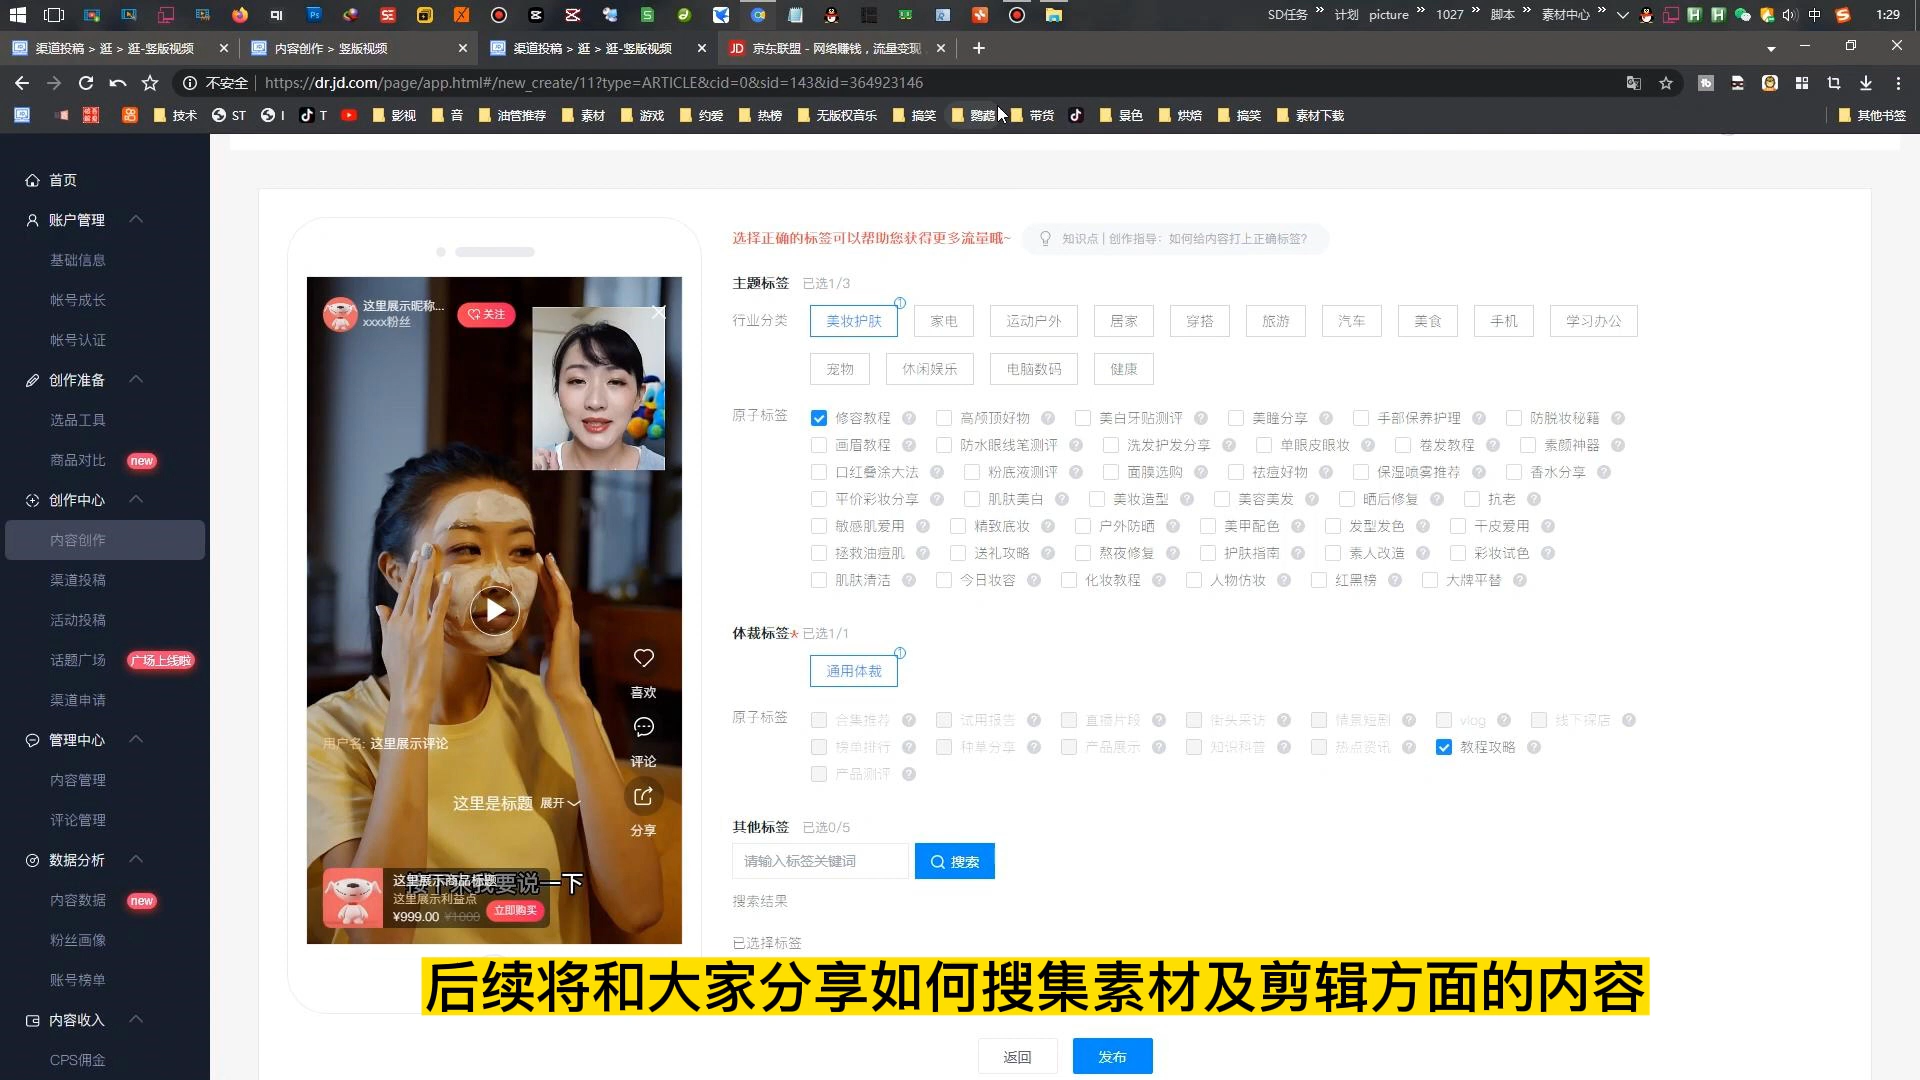 SD任务 计划 picture 1027 脚本 素材中心 中 1:29
渠道投稿 > 逛 > 逛-竖版视频 内容创作 > 竖版视频 渠道投稿 > 逛 > 逛-竖版视频 京东联盟 - 网络赚钱，流量变现
不安全 https://dr.jd.com/page/app.html#/new_create/11?type=ARTICLE&cid=0&sid=143&id=364923146
技术 ST I T 影视 音 油管推荐 素材 游戏 约爱 热榜 无版权音乐 搞笑 鹦鹉 带货 景色 烘焙 搞笑 素材下载 其他书签
首页
账户管理
基础信息
帐号成长
帐号认证
创作准备
选品工具
商品对比 new
创作中心
内容创作
渠道投稿
活动投稿
话题广场 广场上线啦
渠道申请
管理中心
内容管理
评论管理
数据分析
内容数据 new
粉丝画像
账号榜单
内容收入
CPS佣金
这里展示昵称...
xxxx粉丝
关注
喜欢
用户名: 这里展示评论
评论
这里是标题 展开
分享
这里展示商品标题
接下来我要说一下
这里展示利益点
¥999.00 ¥1000 立即购买
选择正确的标签可以帮助您获得更多流量哦~ 知识点 | 创作指导：如何给内容打上正确标签?
主题标签 已选1/3
行业分类 美妆护肤 1 家电 运动户外 居家 穿搭 旅游 汽车 美食 手机 学习办公
宠物 休闲娱乐 电脑数码 健康
原子标签 修容教程 高颅顶好物 美白牙贴测评 美瞳分享 手部保养护理 防脱妆秘籍
画眉教程 防水眼线笔测评 洗发护发分享 单眼皮眼妆 卷发教程 素颜神器
口红叠涂大法 粉底液测评 面膜选购 祛痘好物 保湿喷雾推荐 香水分享
平价彩妆分享 肌肤美白 美妆造型 美容美发 晒后修复 抗老
敏感肌爱用 精致底妆 户外防晒 美甲配色 发型发色 干皮爱用
拯救油痘肌 送礼攻略 熬夜修复 护肤指南 素人改造 彩妆试色
肌肤清洁 今日妆容 化妆教程 人物仿妆 红黑榜 大牌平替
体裁标签* 已选1/1
通用体裁 1
原子标签 合集推荐 试用报告 直播片段 街头采访 情景短剧 vlog 线下探店
榜单排行 种草分享 产品展示 知识科普 热点资讯 教程攻略
产品测评
其他标签 已选0/5
请输入标签关键词 搜索
搜索结果
已选择标签
后续将和大家分享如何搜集素材及剪辑方面的内容
返回 发布